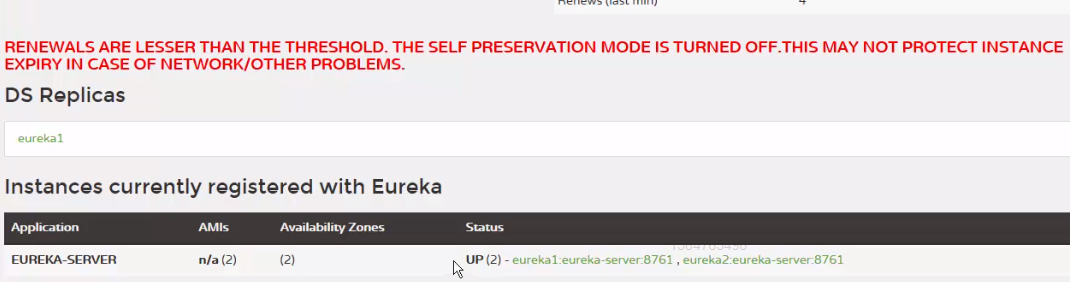 Renews (last min) 4
RENEWALS ARE LESSER THAN THE THRESHOLD. THE SELF PRESERVATION MODE IS TURNED OFF.THIS MAY NOT PROTECT INSTANCE
EXPIRY IN CASE OF NETWORK/OTHER PROBLEMS.
DS Replicas
eureka1
Instances currently registered with Eureka
Application AMIs Availability Zones Status
EUREKA-SERVER n/a (2) (2) UP (2) - eureka1:eureka-server:8761 , eureka2:eureka-server:8761